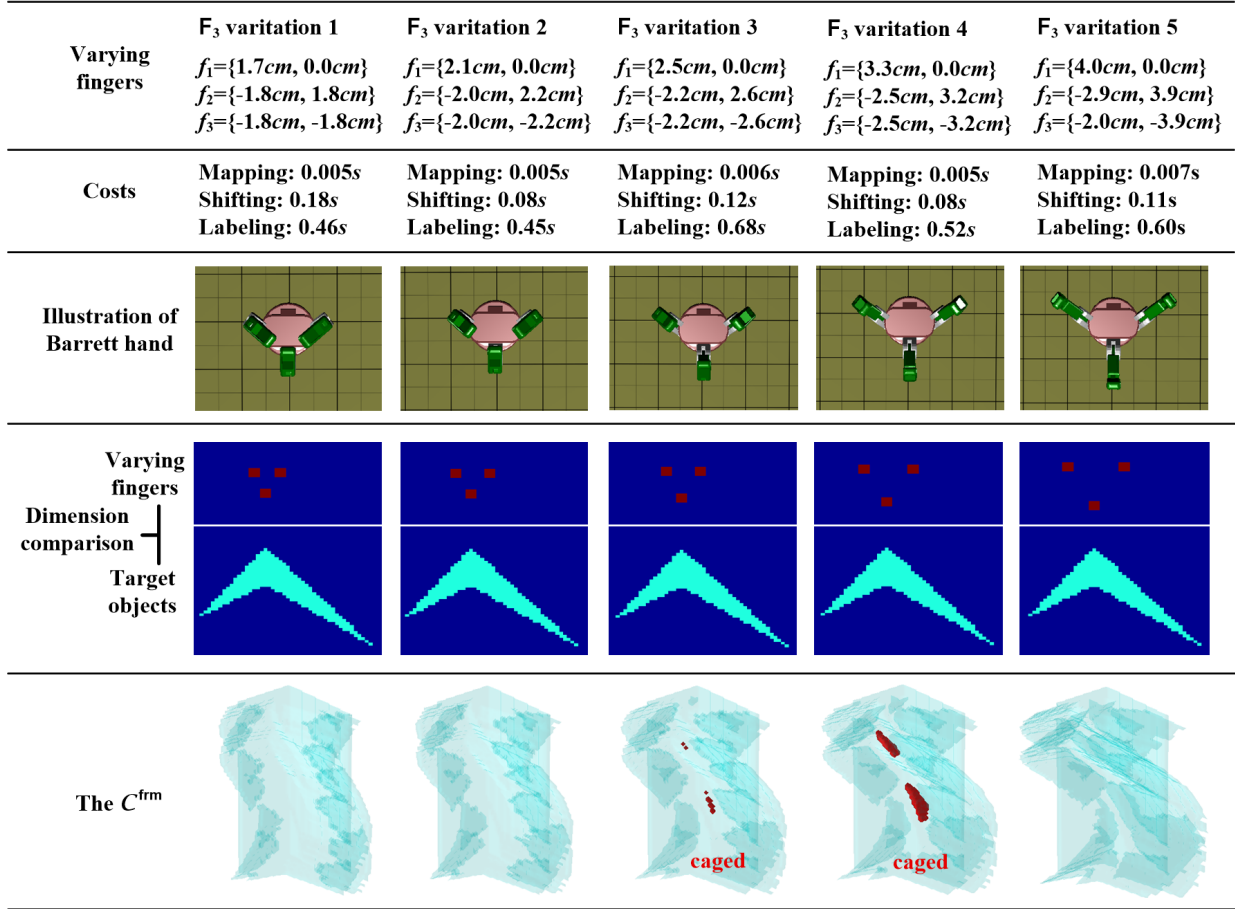 F3 varitation 1
F3 varitation 2
F3 varitation 3
F3 varitation 4
F3 varitation 5
Varying
fingers
f1={1.7cm, 0.0cm}
f2={-1.8cm, 1.8cm}
f3={-1.8cm, -1.8cm}
f1={2.1cm, 0.0cm}
f2={-2.0cm, 2.2cm}
f3={-2.0cm, -2.2cm}
f1={2.5cm, 0.0cm}
f2={-2.2cm, 2.6cm}
f3={-2.2cm, -2.6cm}
f1={3.3cm, 0.0cm}
f2={-2.5cm, 3.2cm}
f3={-2.5cm, -3.2cm}
f1={4.0cm, 0.0cm}
f2={-2.9cm, 3.9cm}
f3={-2.0cm, -3.9cm}
Costs
Mapping: 0.005s
Shifting: 0.18s
Labeling: 0.46s
Mapping: 0.005s
Shifting: 0.08s
Labeling: 0.45s
Mapping: 0.006s
Shifting: 0.12s
Labeling: 0.68s
Mapping: 0.005s
Shifting: 0.08s
Labeling: 0.52s
Mapping: 0.007s
Shifting: 0.11s
Labeling: 0.60s
Illustration of
Barrett hand
Varying
fingers
Dimension
comparison
Target
objects
The C^frm
caged
caged